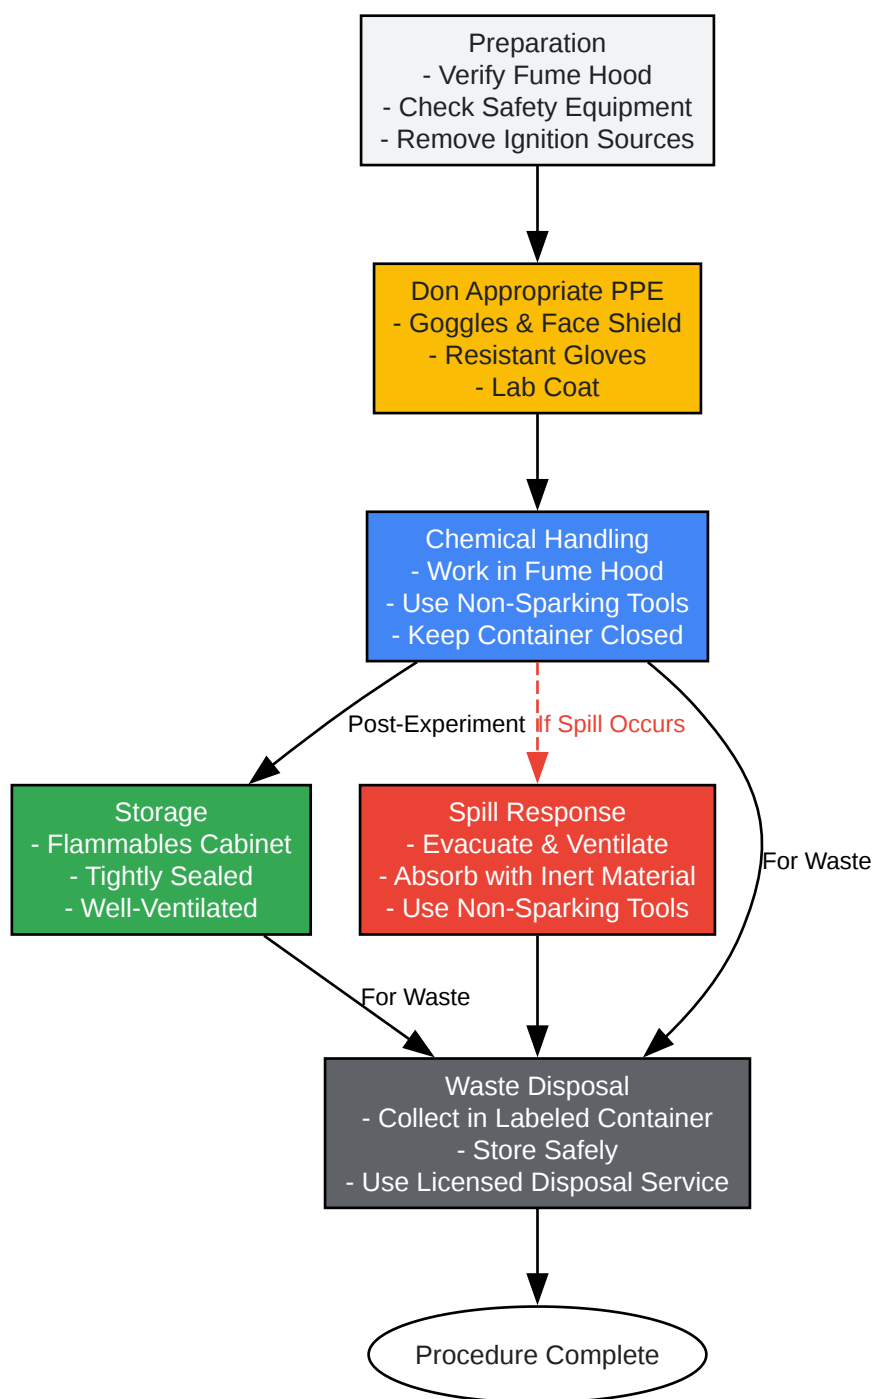 Preparation
- Verify Fume Hood
- Check Safety Equipment
- Remove Ignition Sources
Don Appropriate PPE
- Goggles & Face Shield
- Resistant Gloves
- Lab Coat
Chemical Handling
- Work in Fume Hood
- Use Non-Sparking Tools
- Keep Container Closed
Post-Experiment
If Spill Occurs
Storage
- Flammables Cabinet
- Tightly Sealed
- Well-Ventilated
Spill Response
- Evacuate & Ventilate
- Absorb with Inert Material
- Use Non-Sparking Tools
For Waste
For Waste
Waste Disposal
- Collect in Labeled Container
- Store Safely
- Use Licensed Disposal Service
Procedure Complete